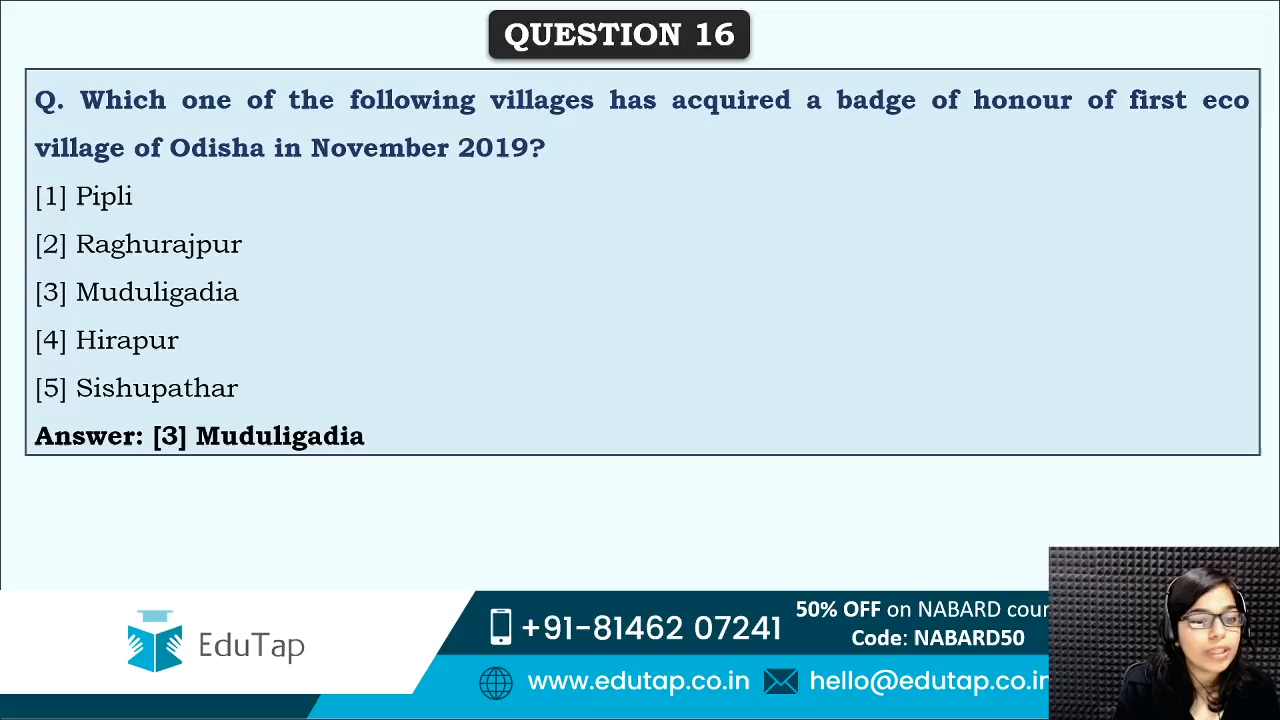 QUESTION 16
Q. Which one of the following villages has acquired a badge of honour of first eco
village of Odisha in November 2019?
[1] Pipli
[2] Raghurajpur
[3] Muduligadia
[4] Hirapur
[5] Sishupathar
Answer: [3] Muduligadia
EduTap
+91-81462 07241
50% OFF on NABARD cour
Code: NABARD50
www.edutap.co.in
hello@edutap.co.in